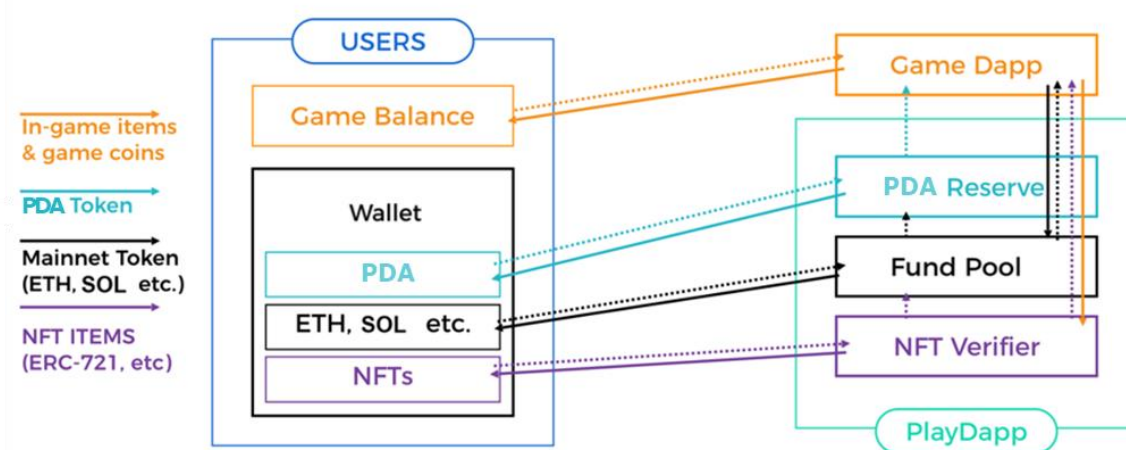 USERS
Game Dapp
Game Balance
In-game items
& game coins
PDA Token
Mainnet Token
(ETH, SOL etc.)
NFT ITEMS
(ERC-721, etc)
Wallet
PDA
ETH, SOL etc.
NFTs
PDA Reserve
Fund Pool
NFT Verifier
PlayDapp